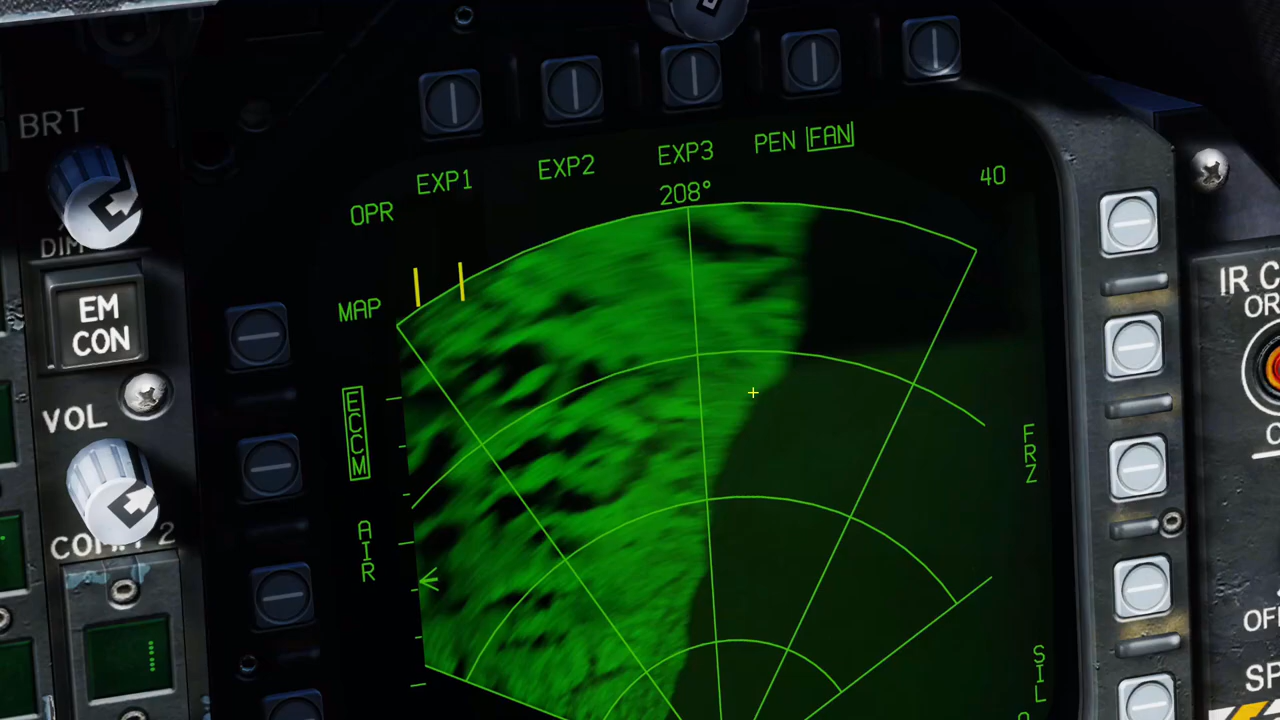 BRT
DIM
EM
CON
VOL
COMM 2
EXP1
EXP2
EXP3
PEN FAN
OPR
208°
40
MAP
ECCM
AIR
FRZ
SIL
IR C
OR
OF
SP